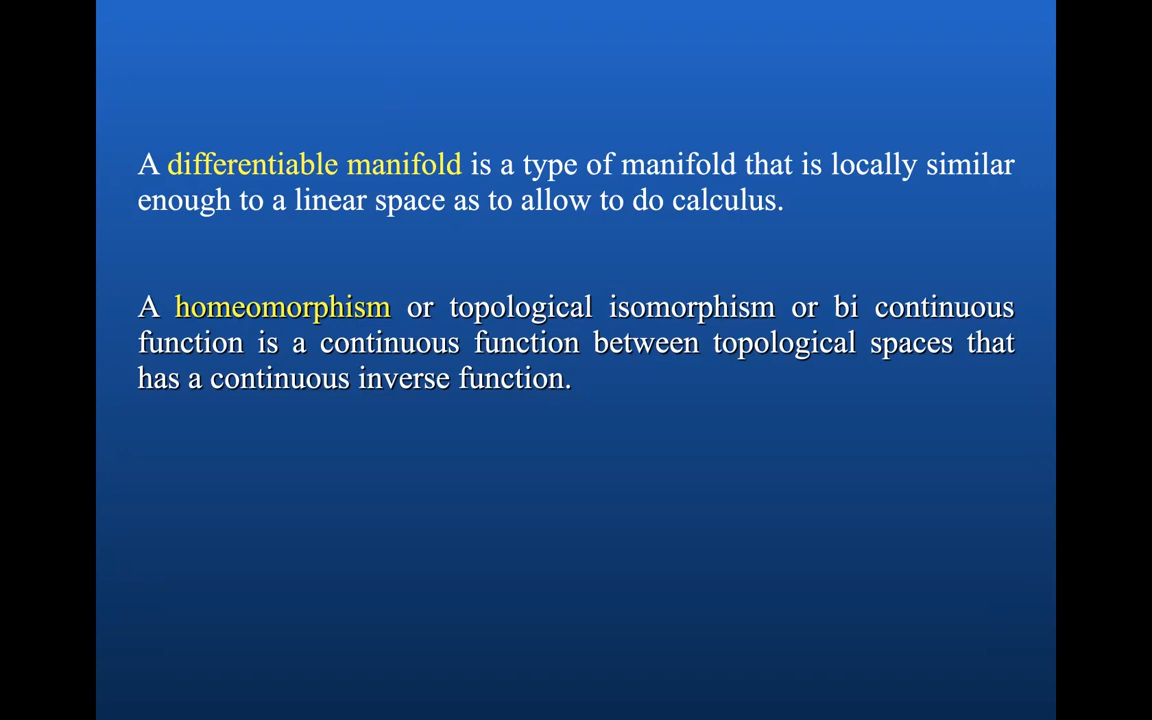 A differentiable manifold is a type of manifold that is locally similar
enough to a linear space as to allow to do calculus.
A homeomorphism or topological isomorphism or bi continuous
function is a continuous function between topological spaces that
has a continuous inverse function.